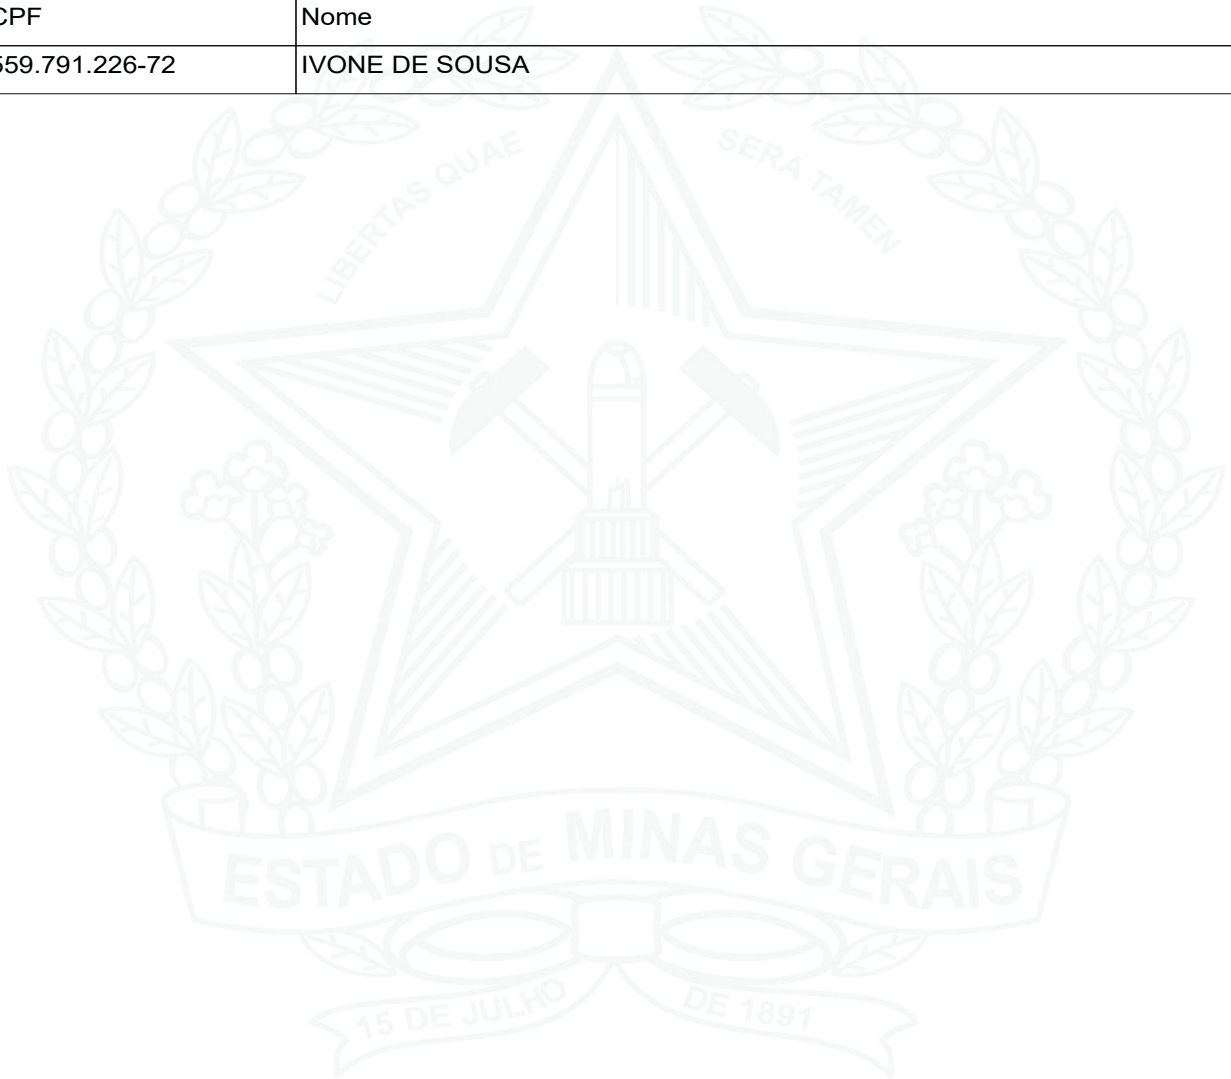 CPF Nome
559.791.226-72 IVONE DE SOUSA
LIBERTAS QUAE SERA TAMEN
ESTADO DE MINAS GERAIS
15 DE JULHO DE 1891